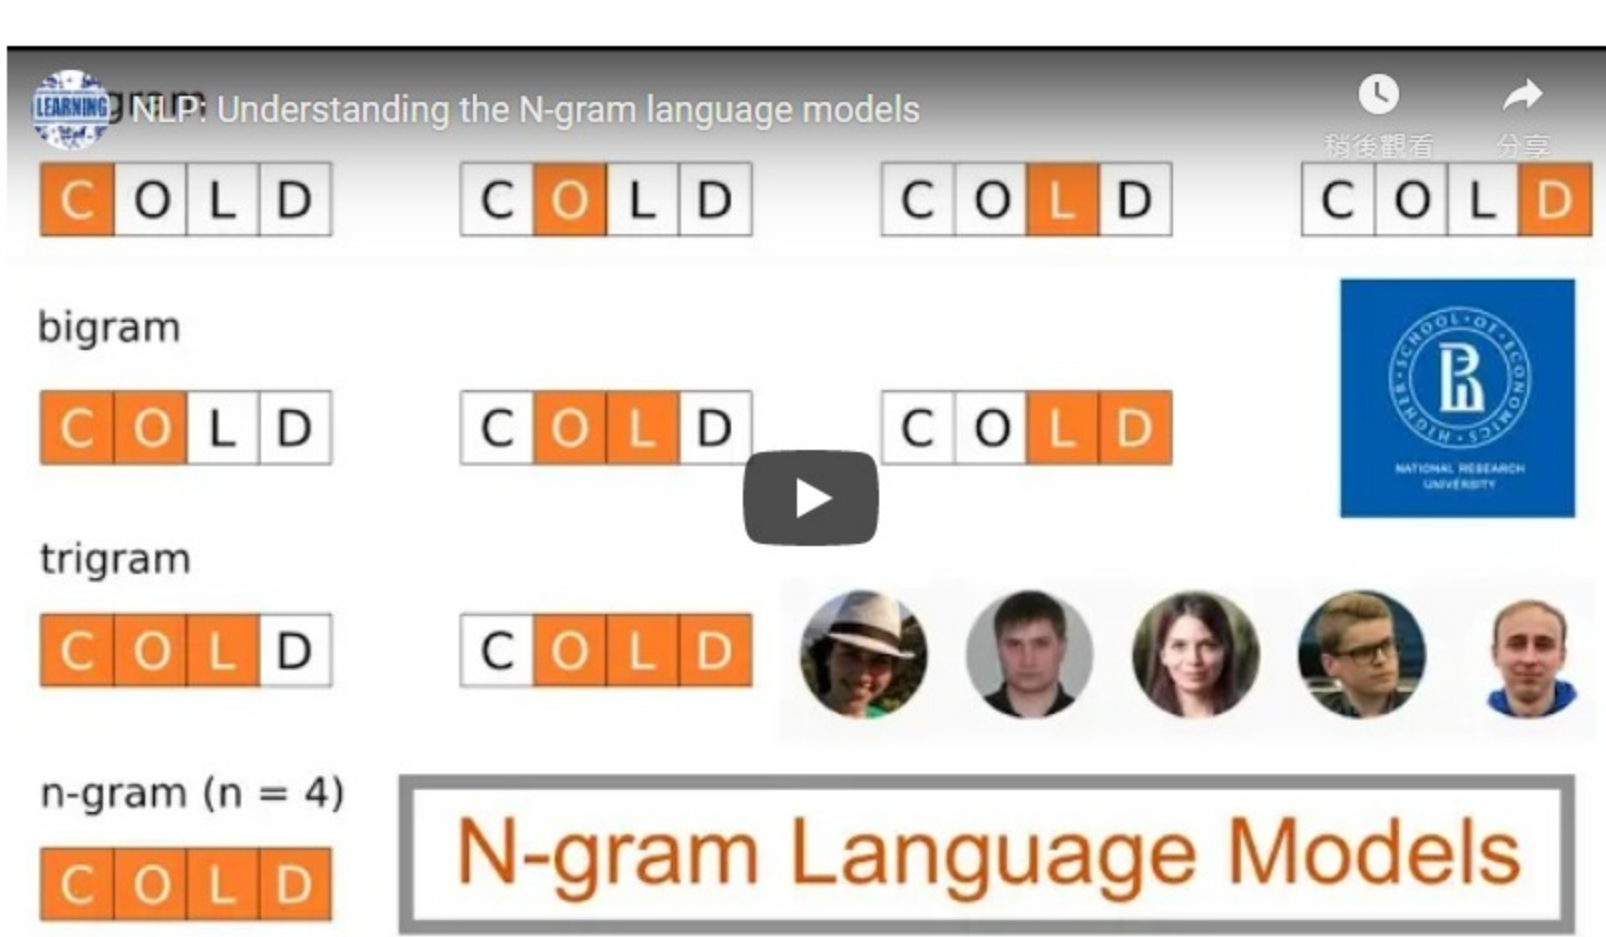 LEARNING
gram
NLP: Understanding the N-gram language models
稍後觀看
分享
C O L D C O L D C O L D C O L D
bigram
C O L D C O L D C O L D
HIGHER · SCHOOL · OF · ECONOMICS
NATIONAL RESEARCH
UNIVERSITY
trigram
C O L D C O L D
n-gram (n = 4)
C O L D
N-gram Language Models